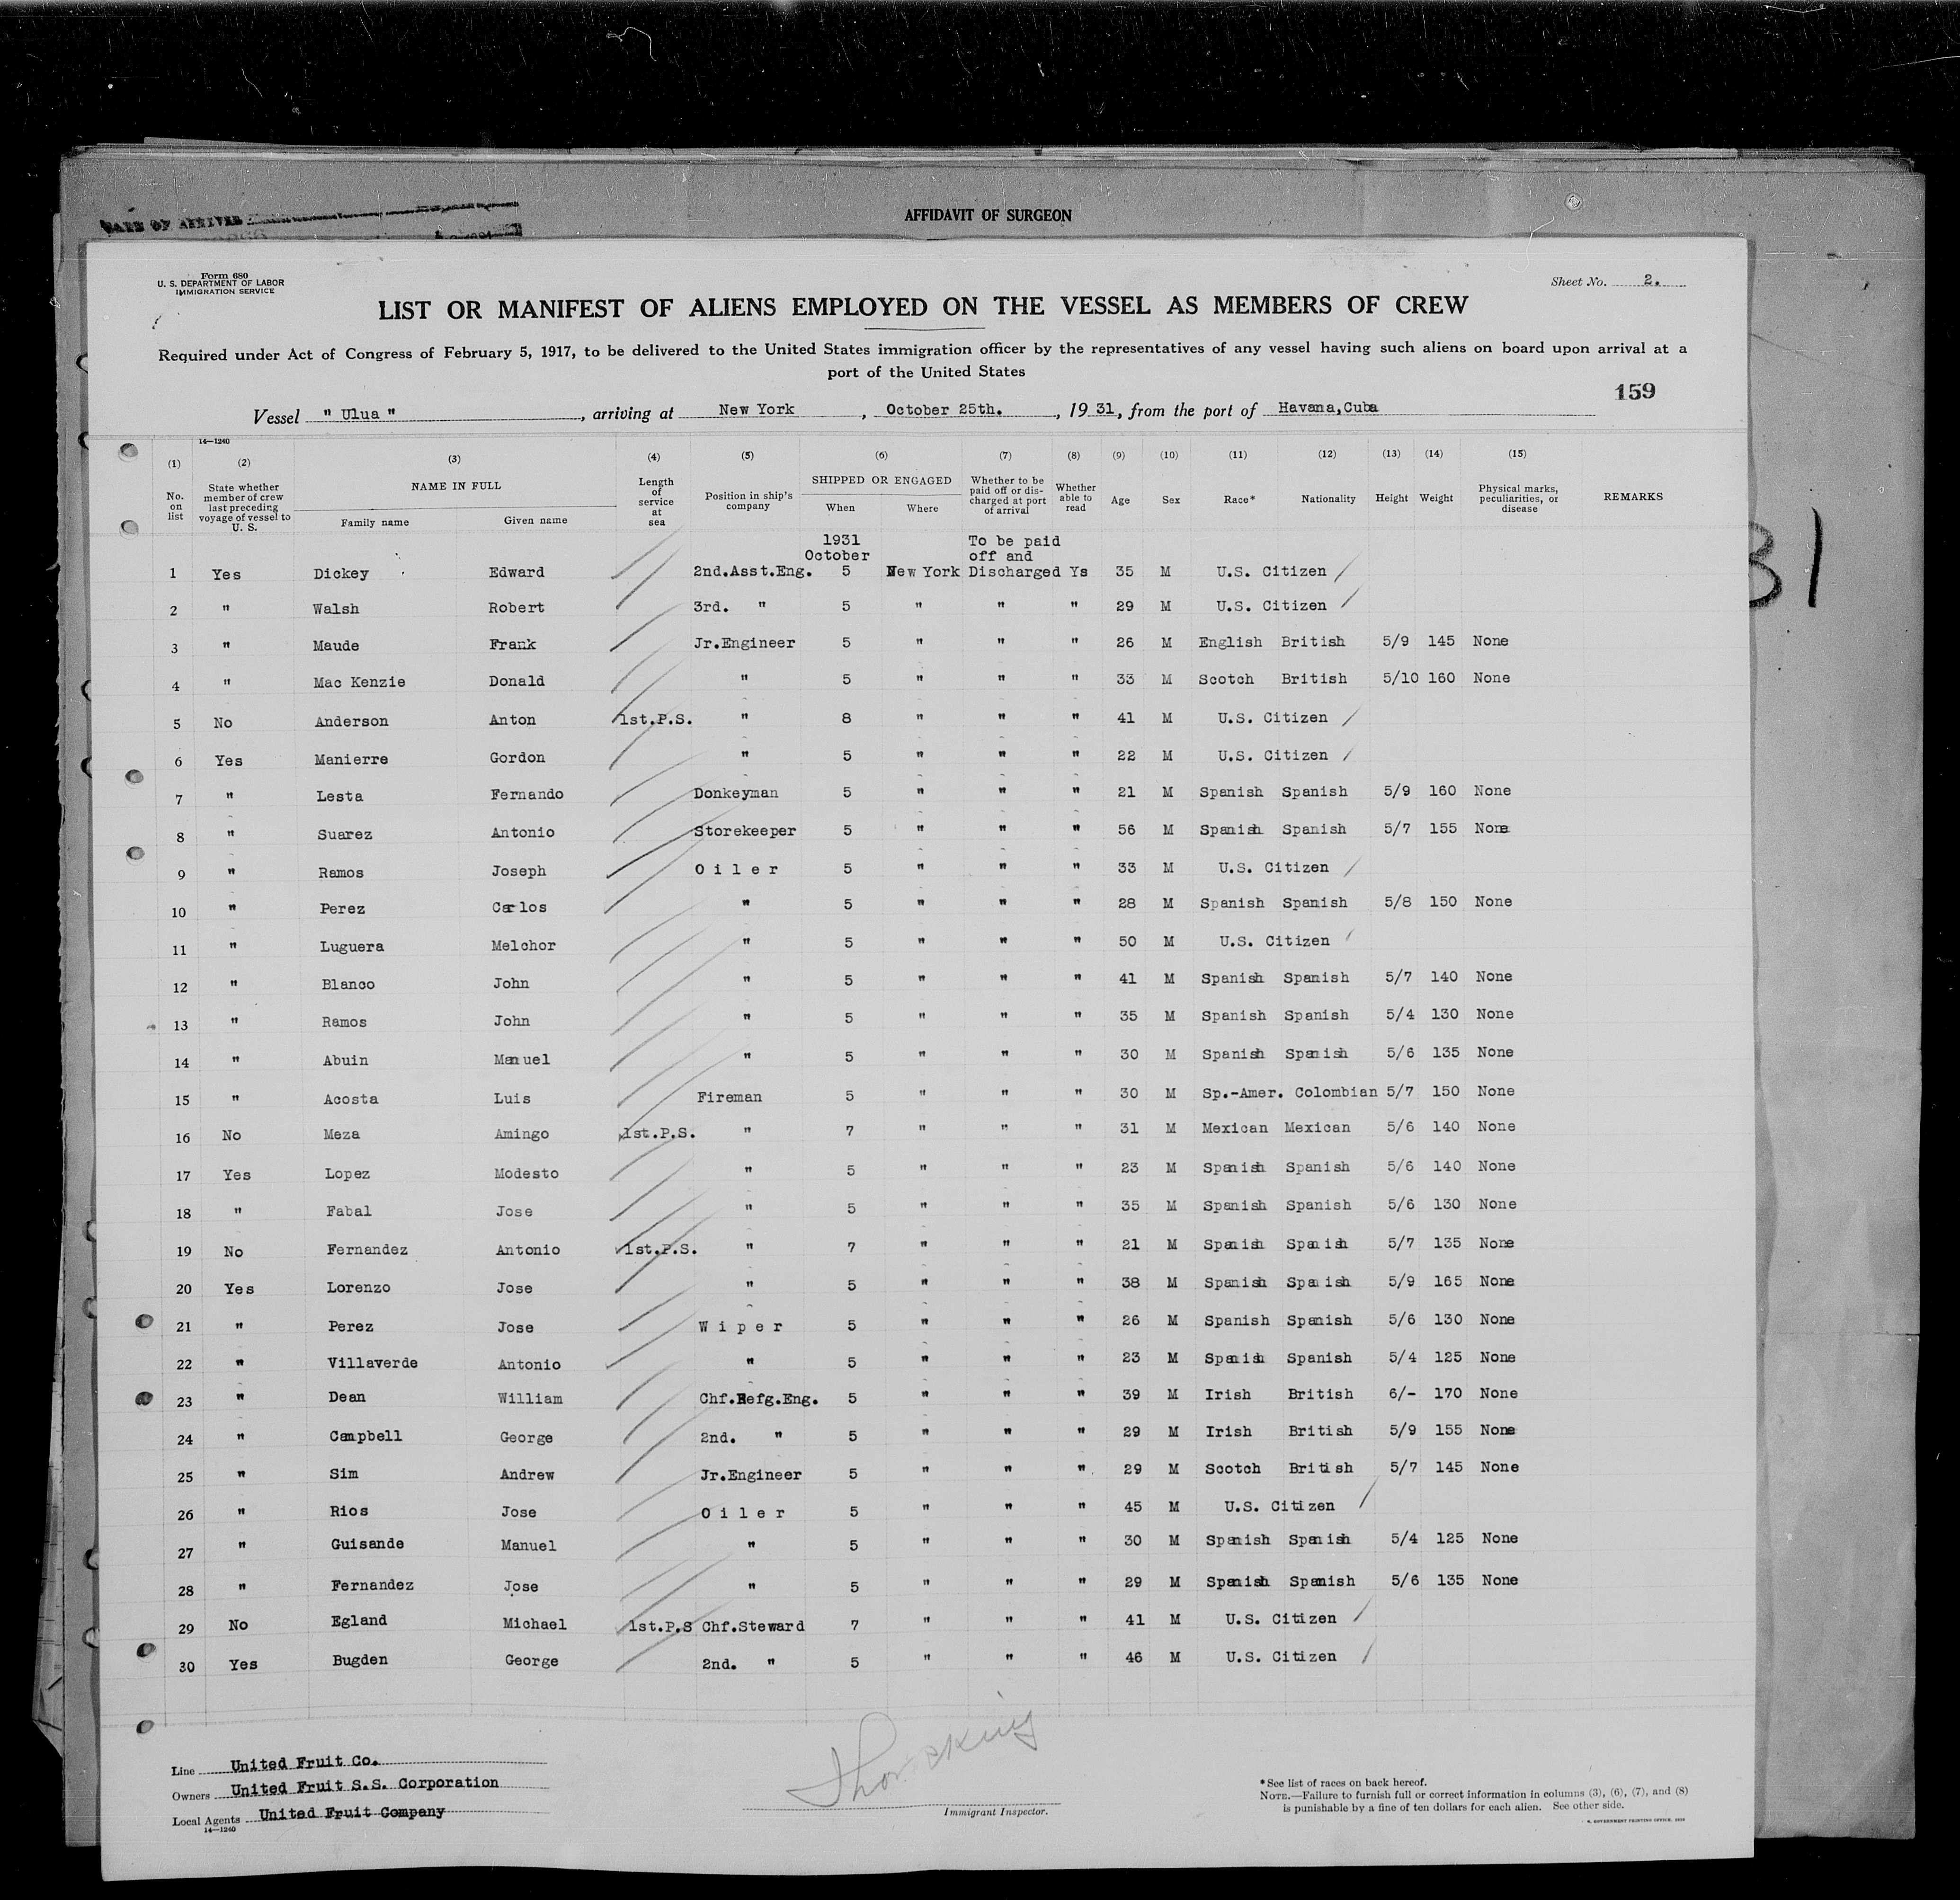 DATE OF ARRIVAL
AFFIDAVIT OF SURGEON
Form 680
U. S. DEPARTMENT OF LABOR
IMMIGRATION SERVICE
Sheet No. 2.
LIST OR MANIFEST OF ALIENS EMPLOYED ON THE VESSEL AS MEMBERS OF CREW
Required under Act of Congress of February 5, 1917, to be delivered to the United States immigration officer by the representatives of any vessel having such aliens on board upon arrival at a
port of the United States
159
Vessel " Ulua ", arriving at New York, October 25th., 1931, from the port of Havana,Cuba
14—1240
(1) (2) (3) (4) (5) (6) (7) (8) (9) (10) (11) (12) (13) (14) (15)
No. on list State whether member of crew last preceding voyage of vessel to U. S. NAME IN FULL Family name Given name Length of service at sea Position in ship's company SHIPPED OR ENGAGED When Where Whether to be paid off or discharged at port of arrival Whether able to read Age Sex Race* Nationality Height Weight Physical marks, peculiarities, or disease REMARKS
1931 To be paid
October off and
1 Yes Dickey Edward 2nd.Asst.Eng. 5 New York Discharged Ys 35 M U.S. Citizen
2 " Walsh Robert 3rd. " 5 " " " 29 M U.S. Citizen
3 " Maude Frank Jr.Engineer 5 " " " 26 M English British 5/9 145 None
4 " Mac Kenzie Donald " 5 " " " 33 M Scotch British 5/10 160 None
5 No Anderson Anton 1st.P.S. " 8 " " " 41 M U.S. Citizen
6 Yes Manierre Gordon " 5 " " " 22 M U.S. Citizen
7 " Lesta Fernando Donkeyman 5 " " " 21 M Spanish Spanish 5/9 160 None
8 " Suarez Antonio Storekeeper 5 " " " 56 M Spanish Spanish 5/7 155 None
9 " Ramos Joseph Oiler 5 " " " 33 M U.S. Citizen
10 " Perez Carlos " 5 " " " 28 M Spanish Spanish 5/8 150 None
11 " Luguera Melchor " 5 " " " 50 M U.S. Citizen
12 " Blanco John " 5 " " " 41 M Spanish Spanish 5/7 140 None
13 " Ramos John " 5 " " " 35 M Spanish Spanish 5/4 130 None
14 " Abuin Manuel " 5 " " " 30 M Spanish Spanish 5/6 135 None
15 " Acosta Luis Fireman 5 " " " 30 M Sp.-Amer. Colombian 5/7 150 None
16 No Meza Amingo 1st.P.S. " 7 " " " 31 M Mexican Mexican 5/6 140 None
17 Yes Lopez Modesto " 5 " " " 23 M Spanish Spanish 5/6 140 None
18 " Fabal Jose " 5 " " " 35 M Spanish Spanish 5/6 130 None
19 No Fernandez Antonio 1st.P.S. " 7 " " " 21 M Spanish Spanish 5/7 135 None
20 Yes Lorenzo Jose " 5 " " " 38 M Spanish Spanish 5/9 165 None
21 " Perez Jose Wiper 5 " " " 26 M Spanish Spanish 5/6 130 None
22 " Villaverde Antonio " 5 " " " 23 M Spanish Spanish 5/4 125 None
23 " Dean William Chf.Refg.Eng. 5 " " " 39 M Irish British 6/- 170 None
24 " Campbell George 2nd. " 5 " " " 29 M Irish British 5/9 155 None
25 " Sim Andrew Jr.Engineer 5 " " " 29 M Scotch British 5/7 145 None
26 " Rios Jose Oiler 5 " " " 45 M U.S. Citizen
27 " Guisande Manuel " 5 " " " 30 M Spanish Spanish 5/4 125 None
28 " Fernandez Jose " 5 " " " 29 M Spanish Spanish 5/6 135 None
29 No Egland Michael 1st.P.S Chf.Steward 7 " " " 41 M U.S. Citizen
30 Yes Bugden George 2nd. " 5 " " " 46 M U.S. Citizen
Line United Fruit Co.
Owners United Fruit S.S. Corporation
Local Agents United Fruit Company
14—1240
Immigrant Inspector.
*See list of races on back hereof.
NOTE.—Failure to furnish full or correct information in columns (3), (6), (7), and (8)
is punishable by a fine of ten dollars for each alien. See other side.
31